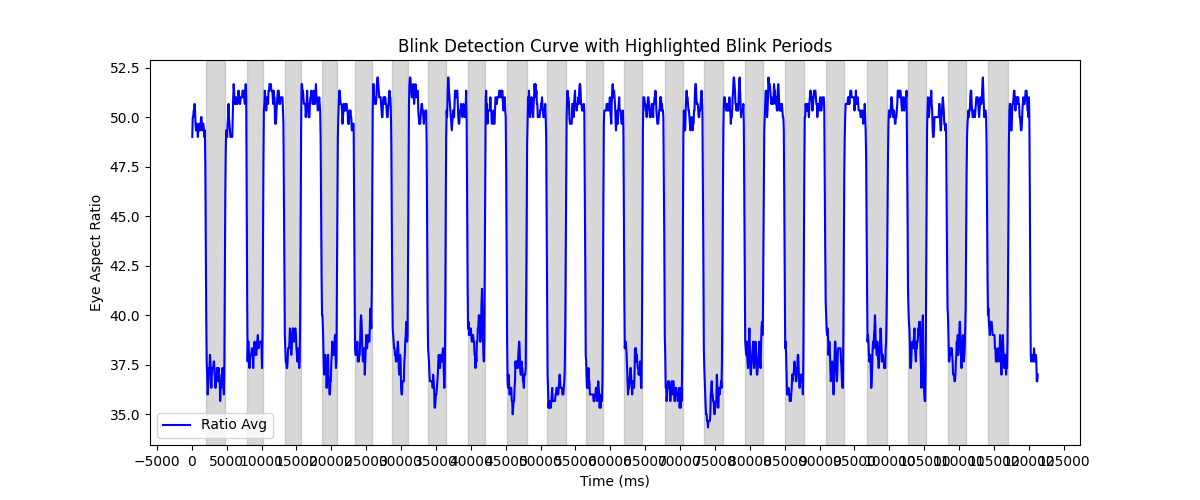 Blink Detection Curve with Highlighted Blink Periods
52.5
50.0
47.5
45.0
42.5
40.0
37.5
35.0
Eye Aspect Ratio
Ratio Avg
−5000 0 5000 10000 15000 20000 25000 30000 35000 40000 45000 50000 55000 60000 65000 70000 75000 80000 85000 90000 95000 100000 105000 110000 115000 120000 125000
Time (ms)